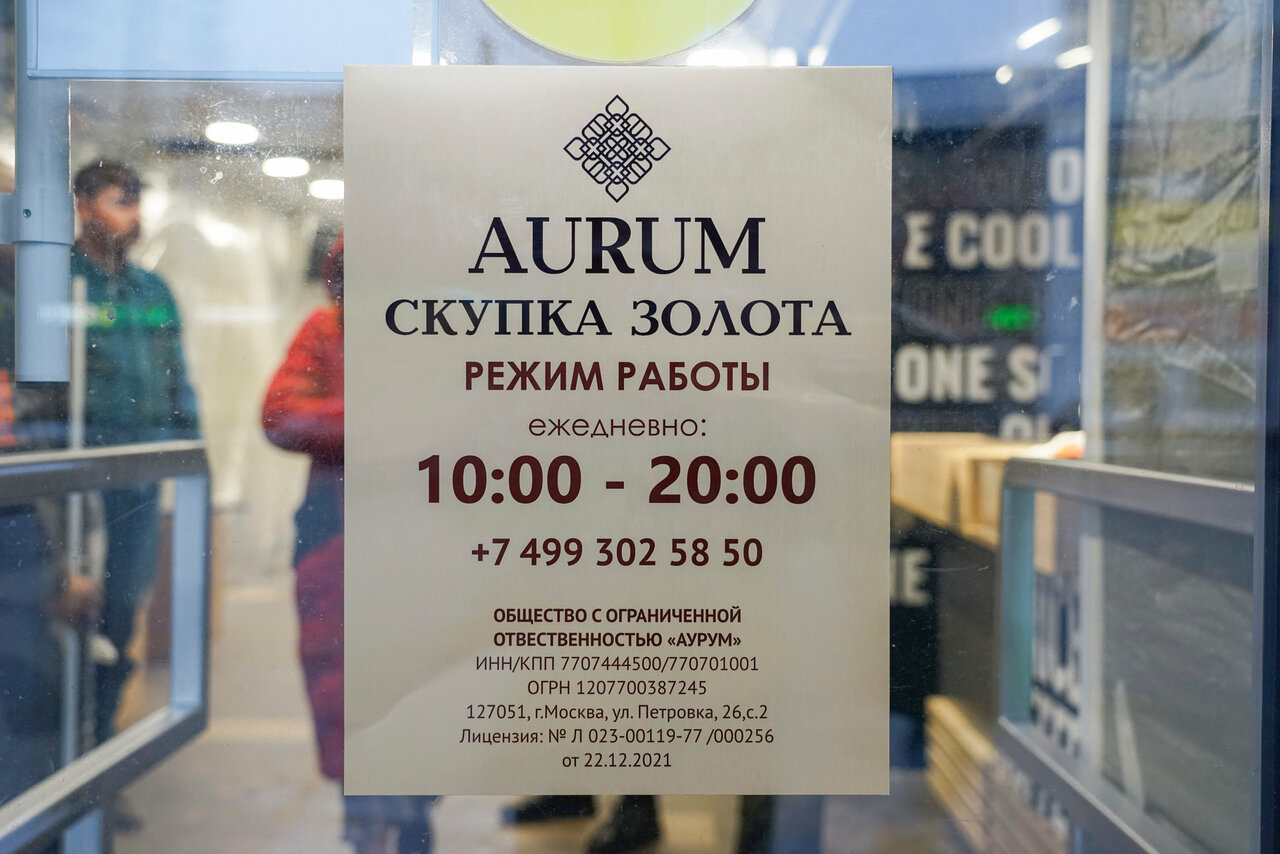 AURUM
СКУПКА ЗОЛОТА
РЕЖИМ РАБОТЫ
ежедневно:
10:00 - 20:00
+7 499 302 58 50
ОБЩЕСТВО С ОГРАНИЧЕННОЙ
ОТВЕСТВЕННОСТЬЮ «АУРУМ»
ИНН/КПП 7707444500/770701001
ОГРН 1207700387245
127051, г.Москва, ул. Петровка, 26,с.2
Лицензия: № Л 023-00119-77 /000256
от 22.12.2021
COOL
ONE